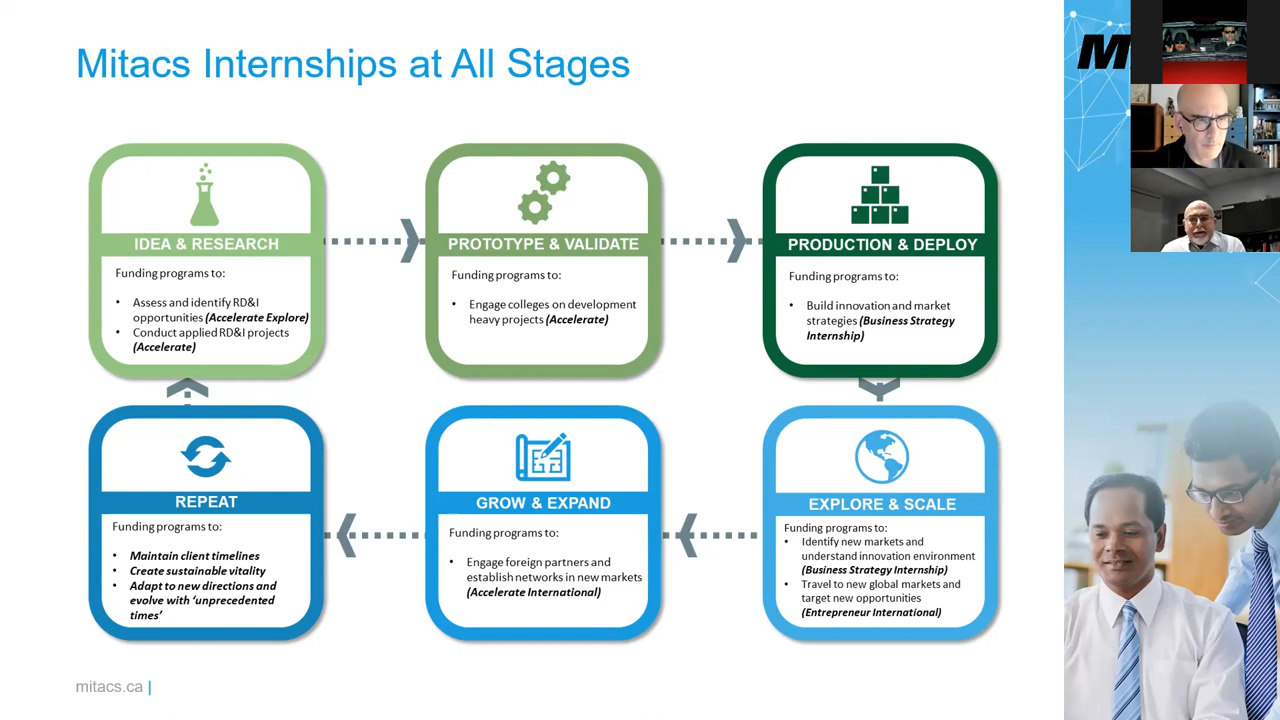 Mitacs Internships at All Stages
M
IDEA & RESEARCH
Funding programs to:
• Assess and identify RD&I
opportunities (Accelerate Explore)
• Conduct applied RD&I projects
(Accelerate)
PROTOTYPE & VALIDATE
Funding programs to:
• Engage colleges on development
heavy projects (Accelerate)
PRODUCTION & DEPLOY
Funding programs to:
• Build innovation and market
strategies (Business Strategy
Internship)
REPEAT
Funding programs to:
• Maintain client timelines
• Create sustainable vitality
• Adapt to new directions and
evolve with ‘unprecedented
times’
GROW & EXPAND
Funding programs to:
• Engage foreign partners and
establish networks in new markets
(Accelerate International)
EXPLORE & SCALE
Funding programs to:
• Identify new markets and
understand innovation environment
(Business Strategy Internship)
• Travel to new global markets and
target new opportunities
(Entrepreneur International)
mitacs.ca |